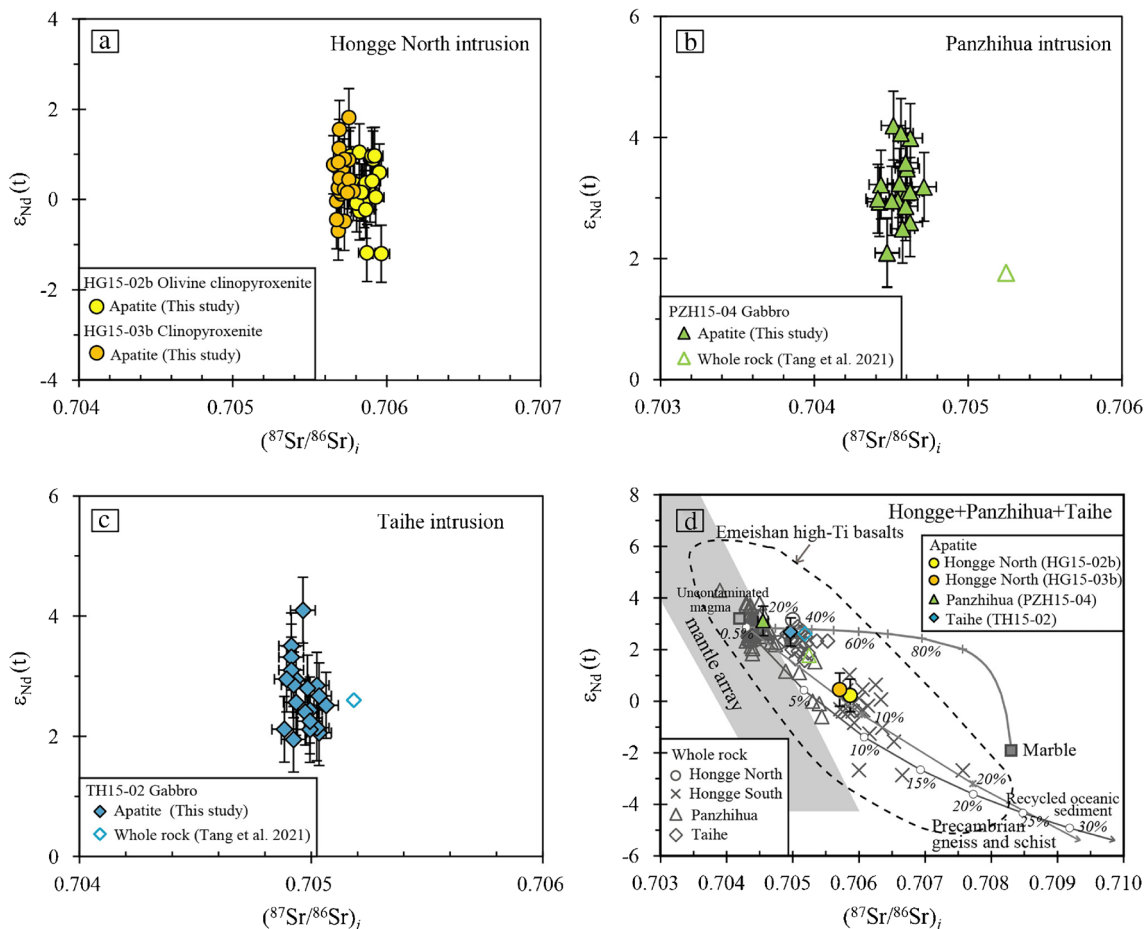 a
Hongge North intrusion
4
2
0
-2
-4
εNd (t)
HG15-02b Olivine clinopyroxenite
Apatite (This study)
HG15-03b Clinopyroxenite
Apatite (This study)
0.704
0.705
0.706
0.707
(87Sr/86Sr)i
b
Panzhihua intrusion
6
4
2
0
εNd (t)
PZH15-04 Gabbro
Apatite (This study)
Whole rock (Tang et al. 2021)
0.703
0.704
0.705
0.706
(87Sr/86Sr)i
c
Taihe intrusion
6
4
2
0
εNd (t)
TH15-02 Gabbro
Apatite (This study)
Whole rock (Tang et al. 2021)
0.704
0.705
0.706
(87Sr/86Sr)i
d
Hongge+Panzhihua+Taihe
8
6
4
2
0
-2
-4
-6
εNd (t)
Emeishan high-Ti basalts
Apatite
Hongge North (HG15-02b)
Hongge North (HG15-03b)
Panzhihua (PZH15-04)
Taihe (TH15-02)
Uncontaminated
magma
0.5%
20%
40%
60%
80%
mantle array
5%
10%
10%
15%
20%
20%
25%
30%
Marble
Recycled oceanic
sediment
Precambrian
gneiss and schist
Whole rock
Hongge North
Hongge South
Panzhihua
Taihe
0.703
0.704
0.705
0.706
0.707
0.708
0.709
0.710
(87Sr/86Sr)i